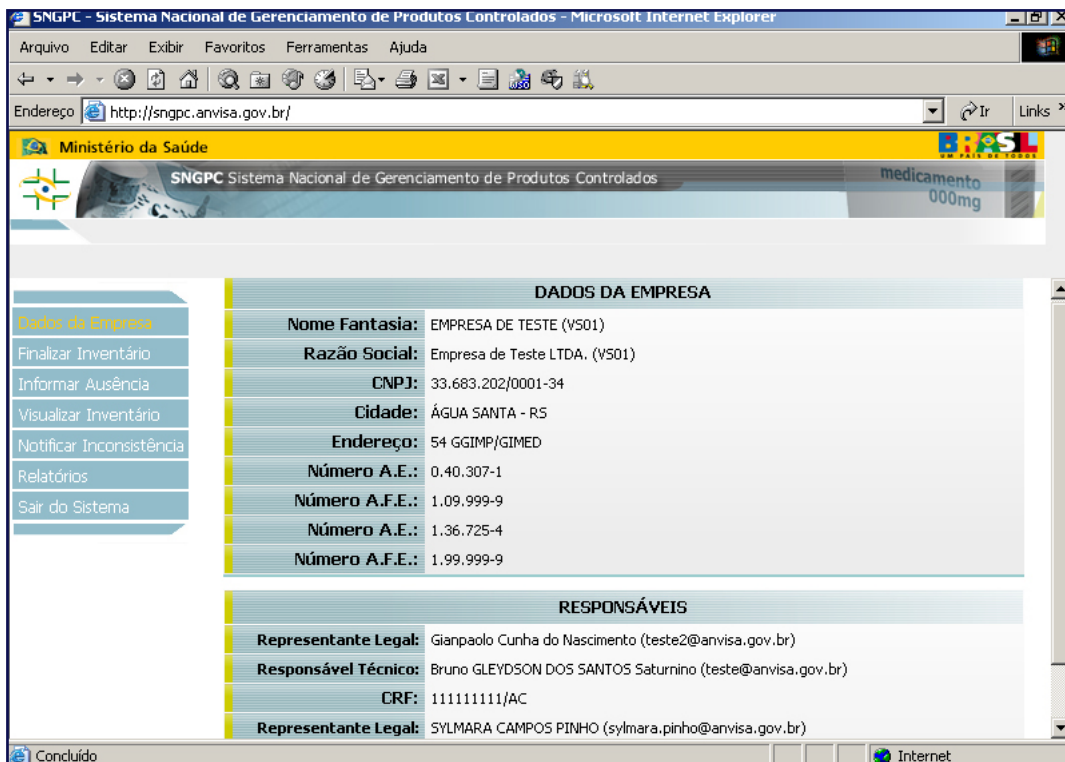 SNGPC - Sistema Nacional de Gerenciamento de Produtos Controlados - Microsoft Internet Explorer
Arquivo Editar Exibir Favoritos Ferramentas Ajuda
Endereço http://sngpc.anvisa.gov.br/ Ir Links »
Ministério da Saúde BRASIL
UM PAÍS DE TODOS
SNGPC Sistema Nacional de Gerenciamento de Produtos Controlados
medicamento
000mg
Dados da Empresa
Finalizar Inventário
Informar Ausência
Visualizar Inventário
Notificar Inconsistência
Relatórios
Sair do Sistema
DADOS DA EMPRESA
Nome Fantasia: EMPRESA DE TESTE (VS01)
Razão Social: Empresa de Teste LTDA. (VS01)
CNPJ: 33.683.202/0001-34
Cidade: ÁGUA SANTA - RS
Endereço: 54 GGIMP/GIMED
Número A.E.: 0.40.307-1
Número A.F.E.: 1.09.999-9
Número A.E.: 1.36.725-4
Número A.F.E.: 1.99.999-9
RESPONSÁVEIS
Representante Legal: Gianpaolo Cunha do Nascimento (teste2@anvisa.gov.br)
Responsável Técnico: Bruno GLEYDSON DOS SANTOS Saturnino (teste@anvisa.gov.br)
CRF: 111111111/AC
Representante Legal: SYLMARA CAMPOS PINHO (sylmara.pinho@anvisa.gov.br)
Concluído Internet